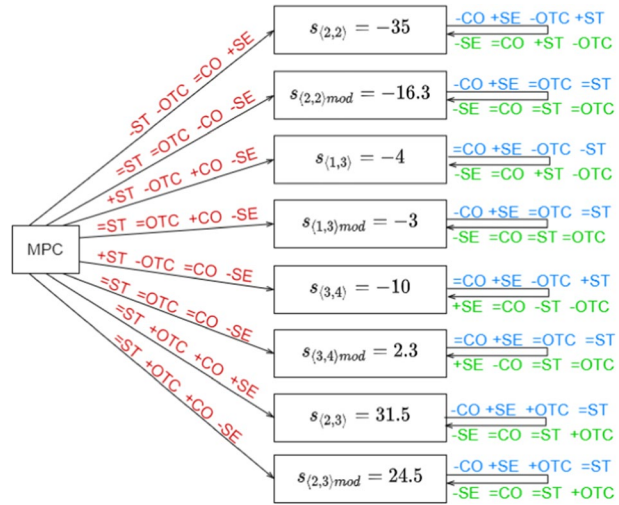 -CO +SE -OTC +ST
s⟨2,2⟩ = −35
-SE =CO +ST -OTC
-ST -OTC =CO +SE
-CO +SE =OTC =ST
s⟨2,2⟩mod = −16.3
-SE =CO =ST =OTC
=ST =OTC -CO -SE
=CO +SE -OTC -ST
s⟨1,3⟩ = −4
-SE =CO +ST -OTC
+ST -OTC +CO -SE
-CO +SE =OTC =ST
s⟨1,3⟩mod = −3
-SE =CO =ST =OTC
=ST =OTC +CO -SE
MPC
+ST -OTC =CO -SE
=CO +SE -OTC +ST
s⟨3,4⟩ = −10
+SE =CO -ST -OTC
=ST =OTC =CO -SE
=CO +SE =OTC =ST
s⟨3,4⟩mod = 2.3
+SE -CO =ST =OTC
=ST +OTC +CO +SE
-CO +SE +OTC =ST
s⟨2,3⟩ = 31.5
-SE =CO =ST +OTC
=ST +OTC +CO -SE
-CO +SE +OTC =ST
s⟨2,3⟩mod = 24.5
-SE =CO =ST +OTC